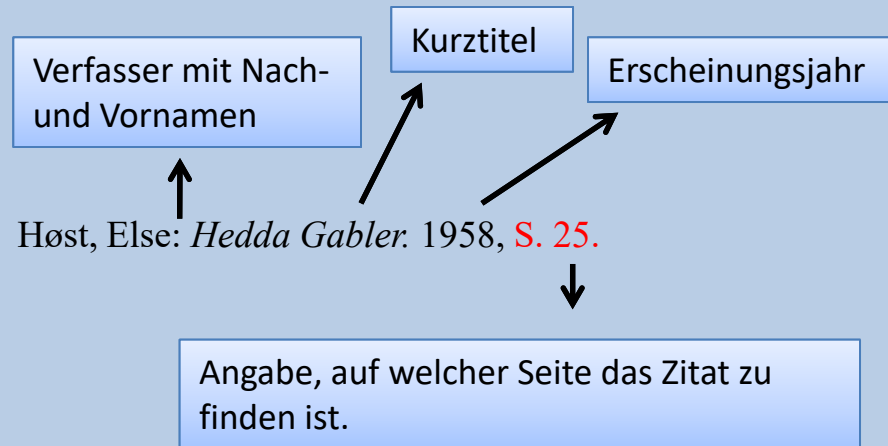 Kurztitel
Verfasser mit Nach-
und Vornamen
Erscheinungsjahr
Høst, Else: Hedda Gabler. 1958, S. 25.
Angabe, auf welcher Seite das Zitat zu
finden ist.